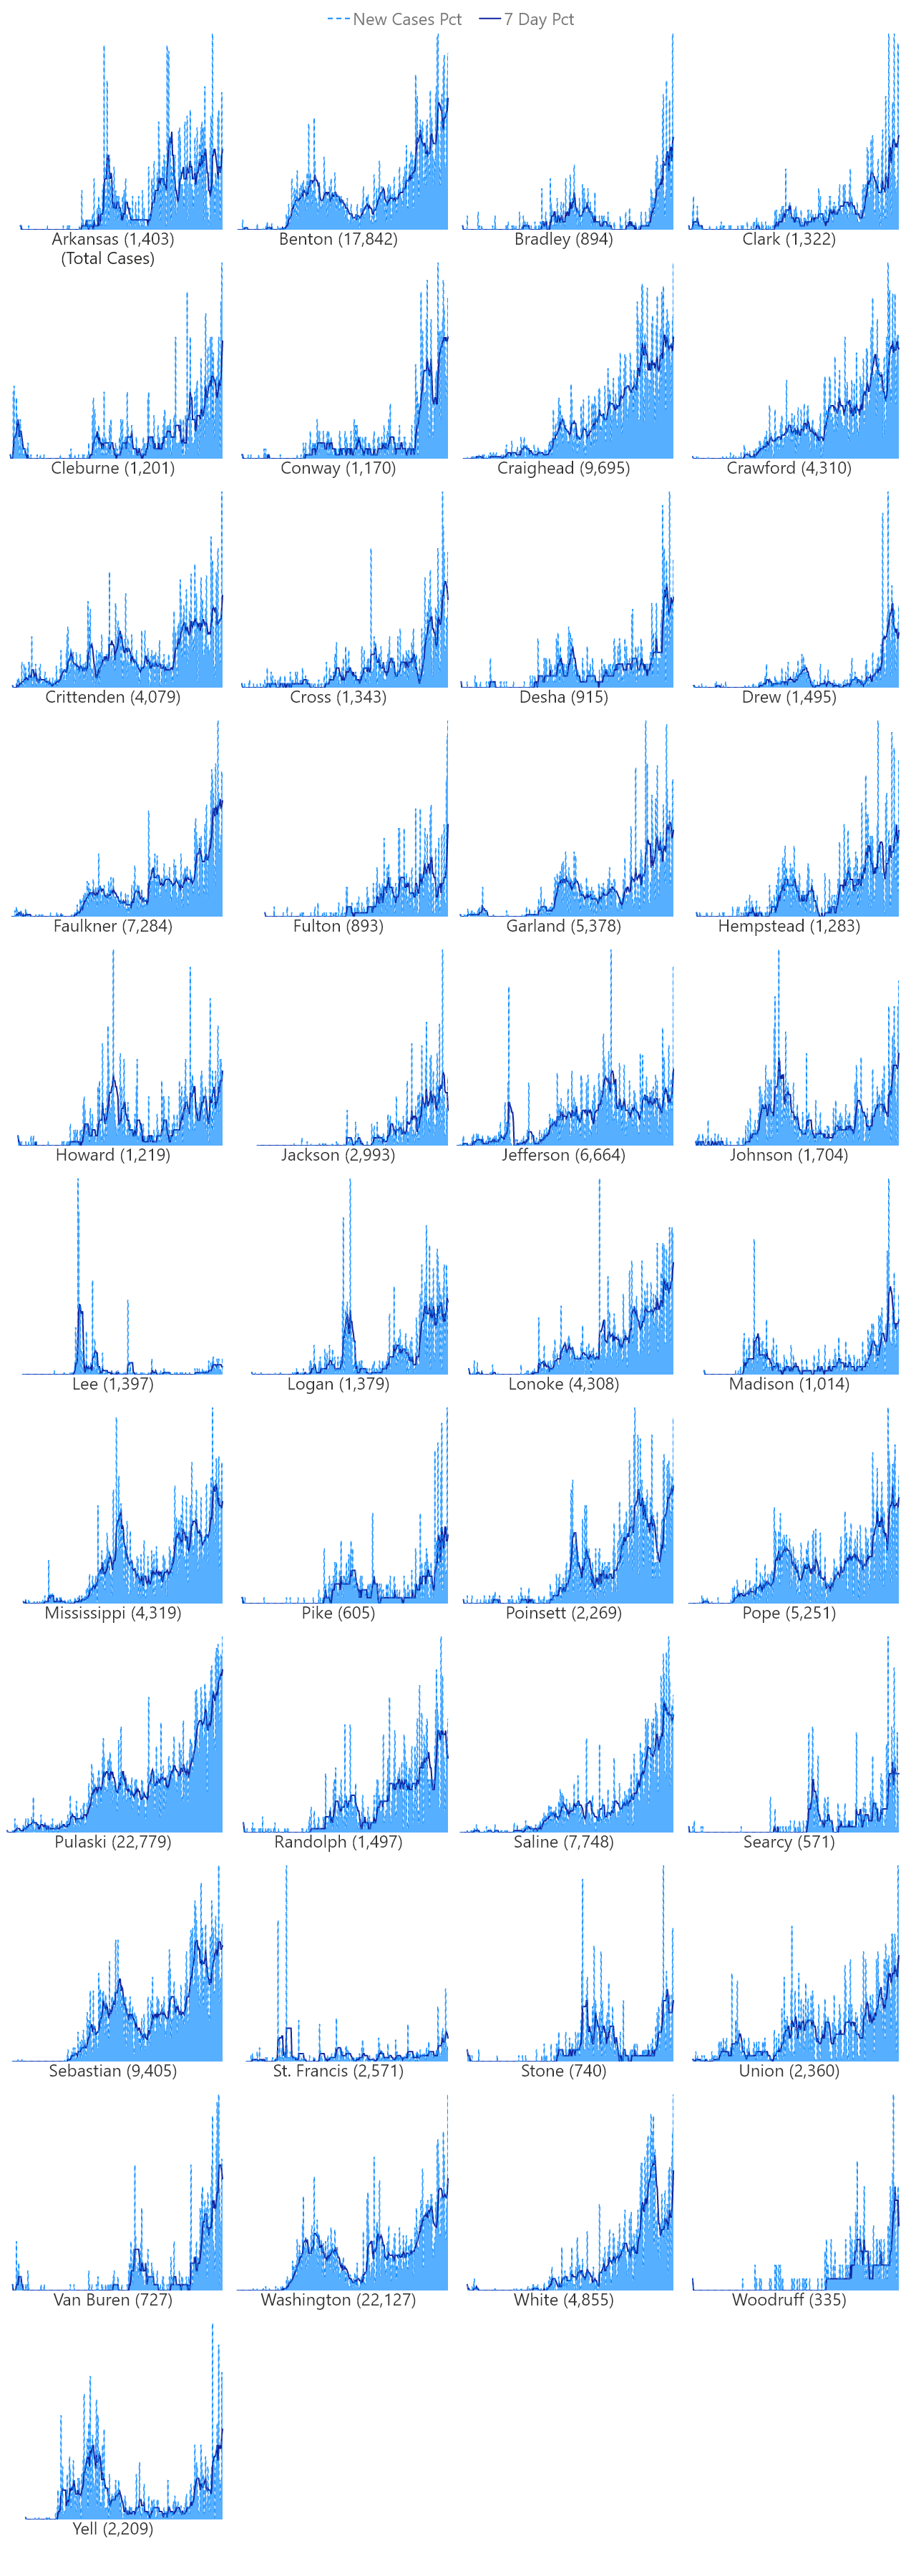 New Cases Pct 7 Day Pct
Arkansas (1,403) Benton (17,842) Bradley (894) Clark (1,322)
(Total Cases)
Cleburne (1,201) Conway (1,170) Craighead (9,695) Crawford (4,310)
Crittenden (4,079) Cross (1,343) Desha (915) Drew (1,495)
Faulkner (7,284) Fulton (893) Garland (5,378) Hempstead (1,283)
Howard (1,219) Jackson (2,993) Jefferson (6,664) Johnson (1,704)
Lee (1,397) Logan (1,379) Lonoke (4,308) Madison (1,014)
Mississippi (4,319) Pike (605) Poinsett (2,269) Pope (5,251)
Pulaski (22,779) Randolph (1,497) Saline (7,748) Searcy (571)
Sebastian (9,405) St. Francis (2,571) Stone (740) Union (2,360)
Van Buren (727) Washington (22,127) White (4,855) Woodruff (335)
Yell (2,209)